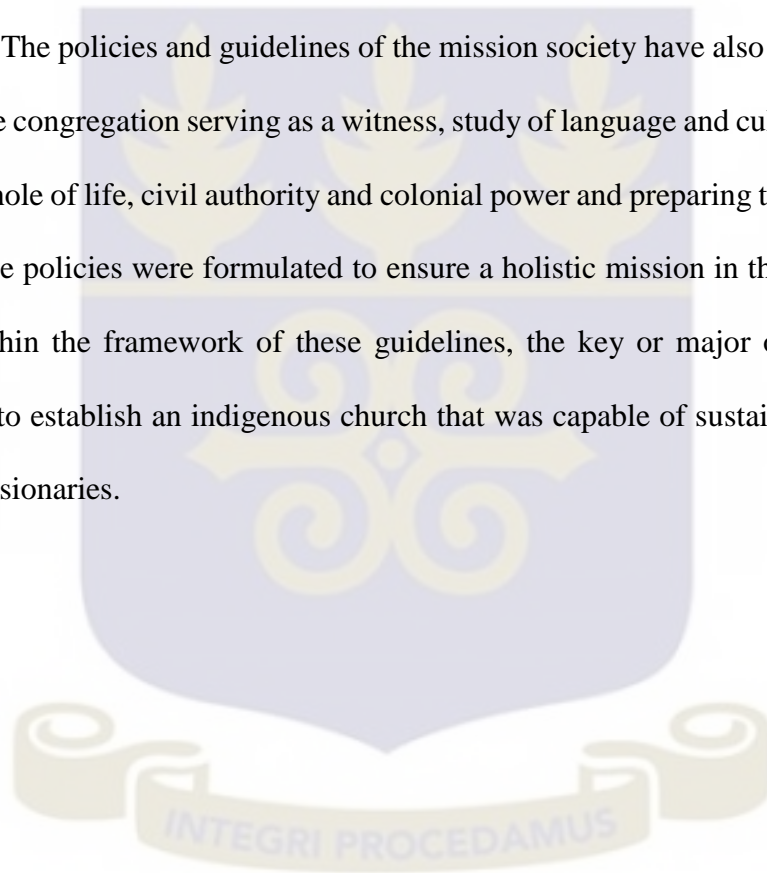 The policies and guidelines of the mission society have also
e congregation serving as a witness, study of language and cu
ole of life, civil authority and colonial power and preparing t
e policies were formulated to ensure a holistic mission in th
hin the framework of these guidelines, the key or major
to establish an indigenous church that was capable of sustai
sionaries.
INTEGRI PROCEDAMUS